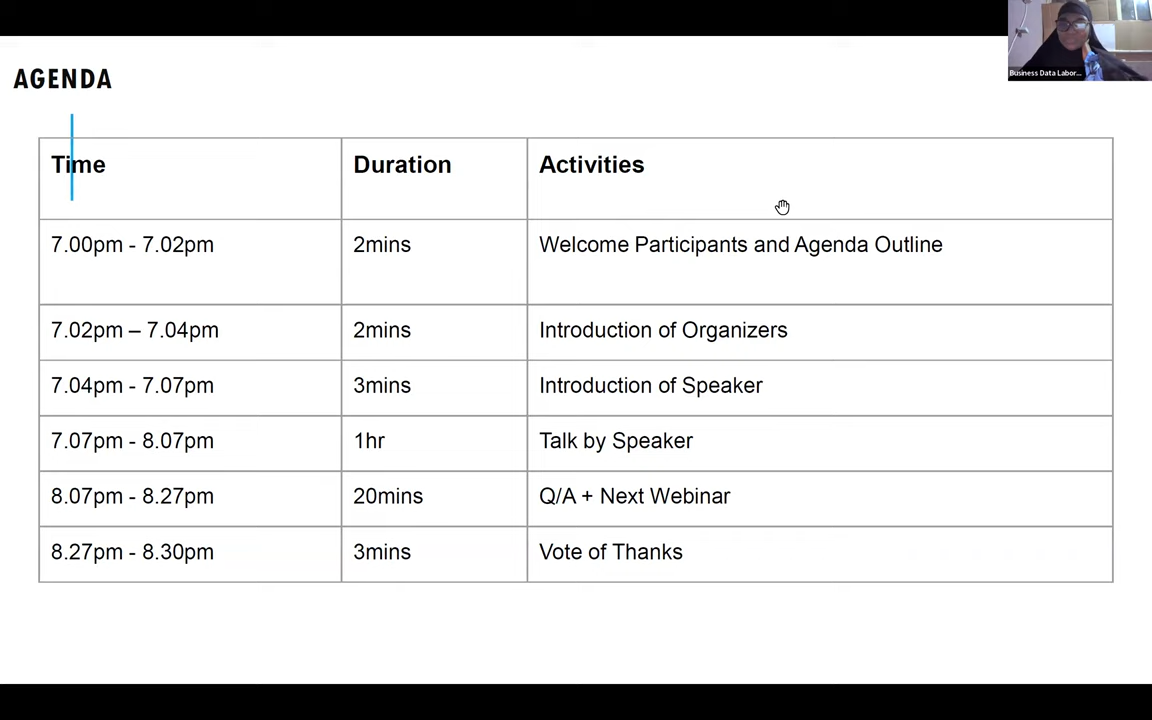 Business Data Labor...
AGENDA
Time Duration Activities
7.00pm - 7.02pm 2mins Welcome Participants and Agenda Outline
7.02pm – 7.04pm 2mins Introduction of Organizers
7.04pm - 7.07pm 3mins Introduction of Speaker
7.07pm - 8.07pm 1hr Talk by Speaker
8.07pm - 8.27pm 20mins Q/A + Next Webinar
8.27pm - 8.30pm 3mins Vote of Thanks